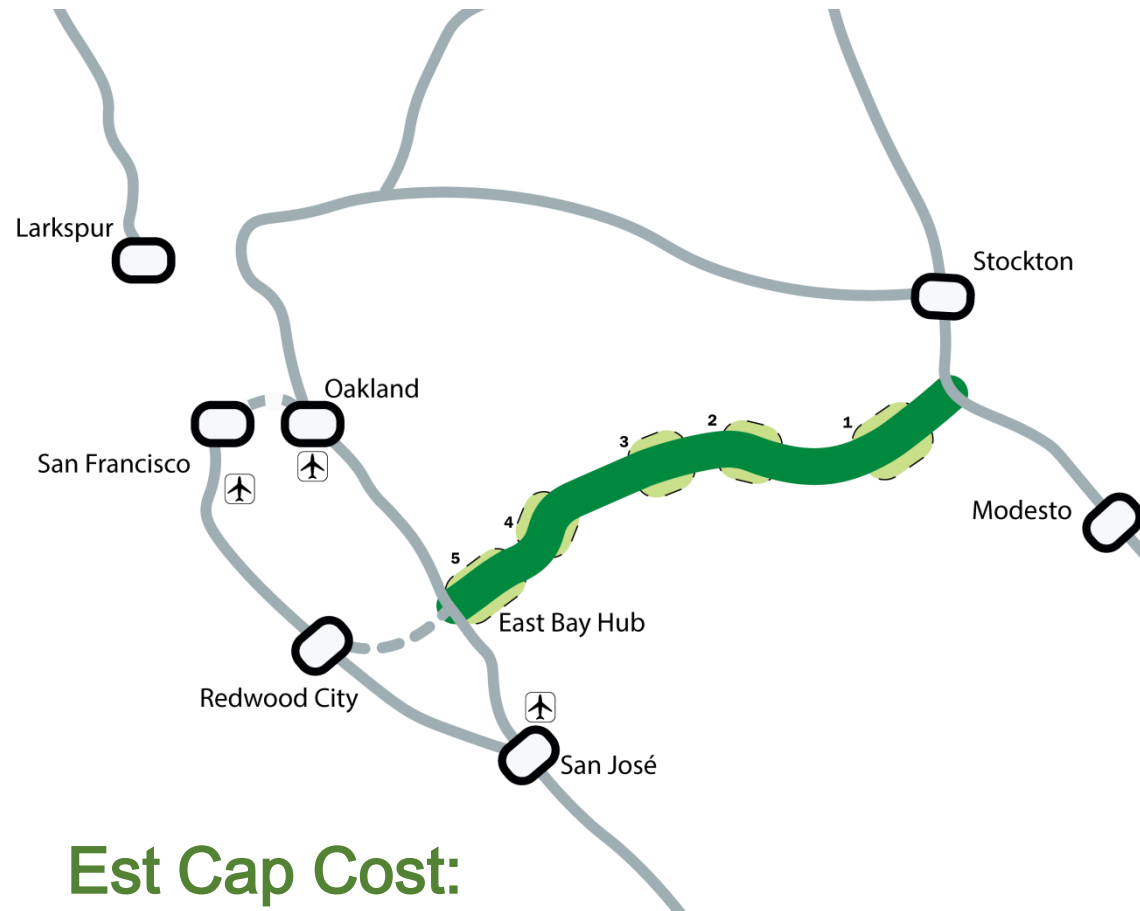 Larkspur
Stockton
Oakland
San Francisco
1
2
3
4
5
Modesto
East Bay Hub
Redwood City
San José
Est Cap Cost: